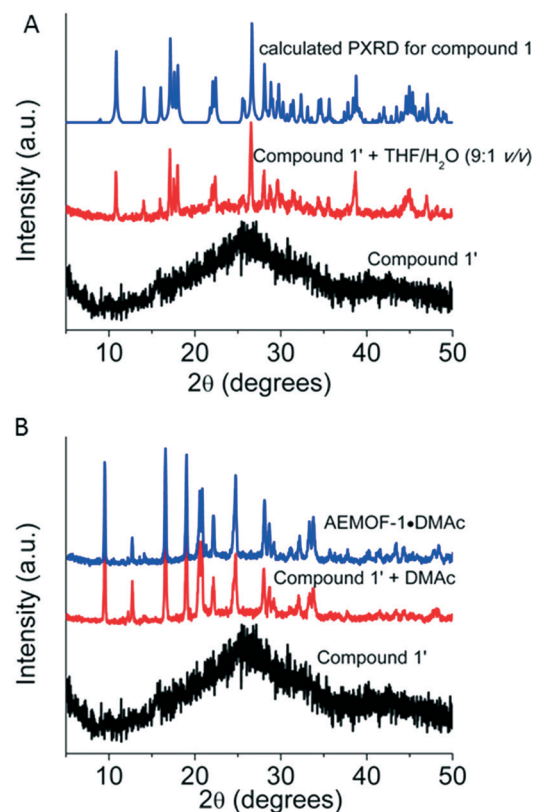 A
calculated PXRD for compound 1
Compound 1' + THF/H₂O (9:1 v/v)
Compound 1'
Intensity (a.u.)
10 20 30 40 50
2θ (degrees)
B
AEMOF-1•DMAc
Compound 1' + DMAc
Compound 1'
Intensity (a.u.)
10 20 30 40 50
2θ (degrees)